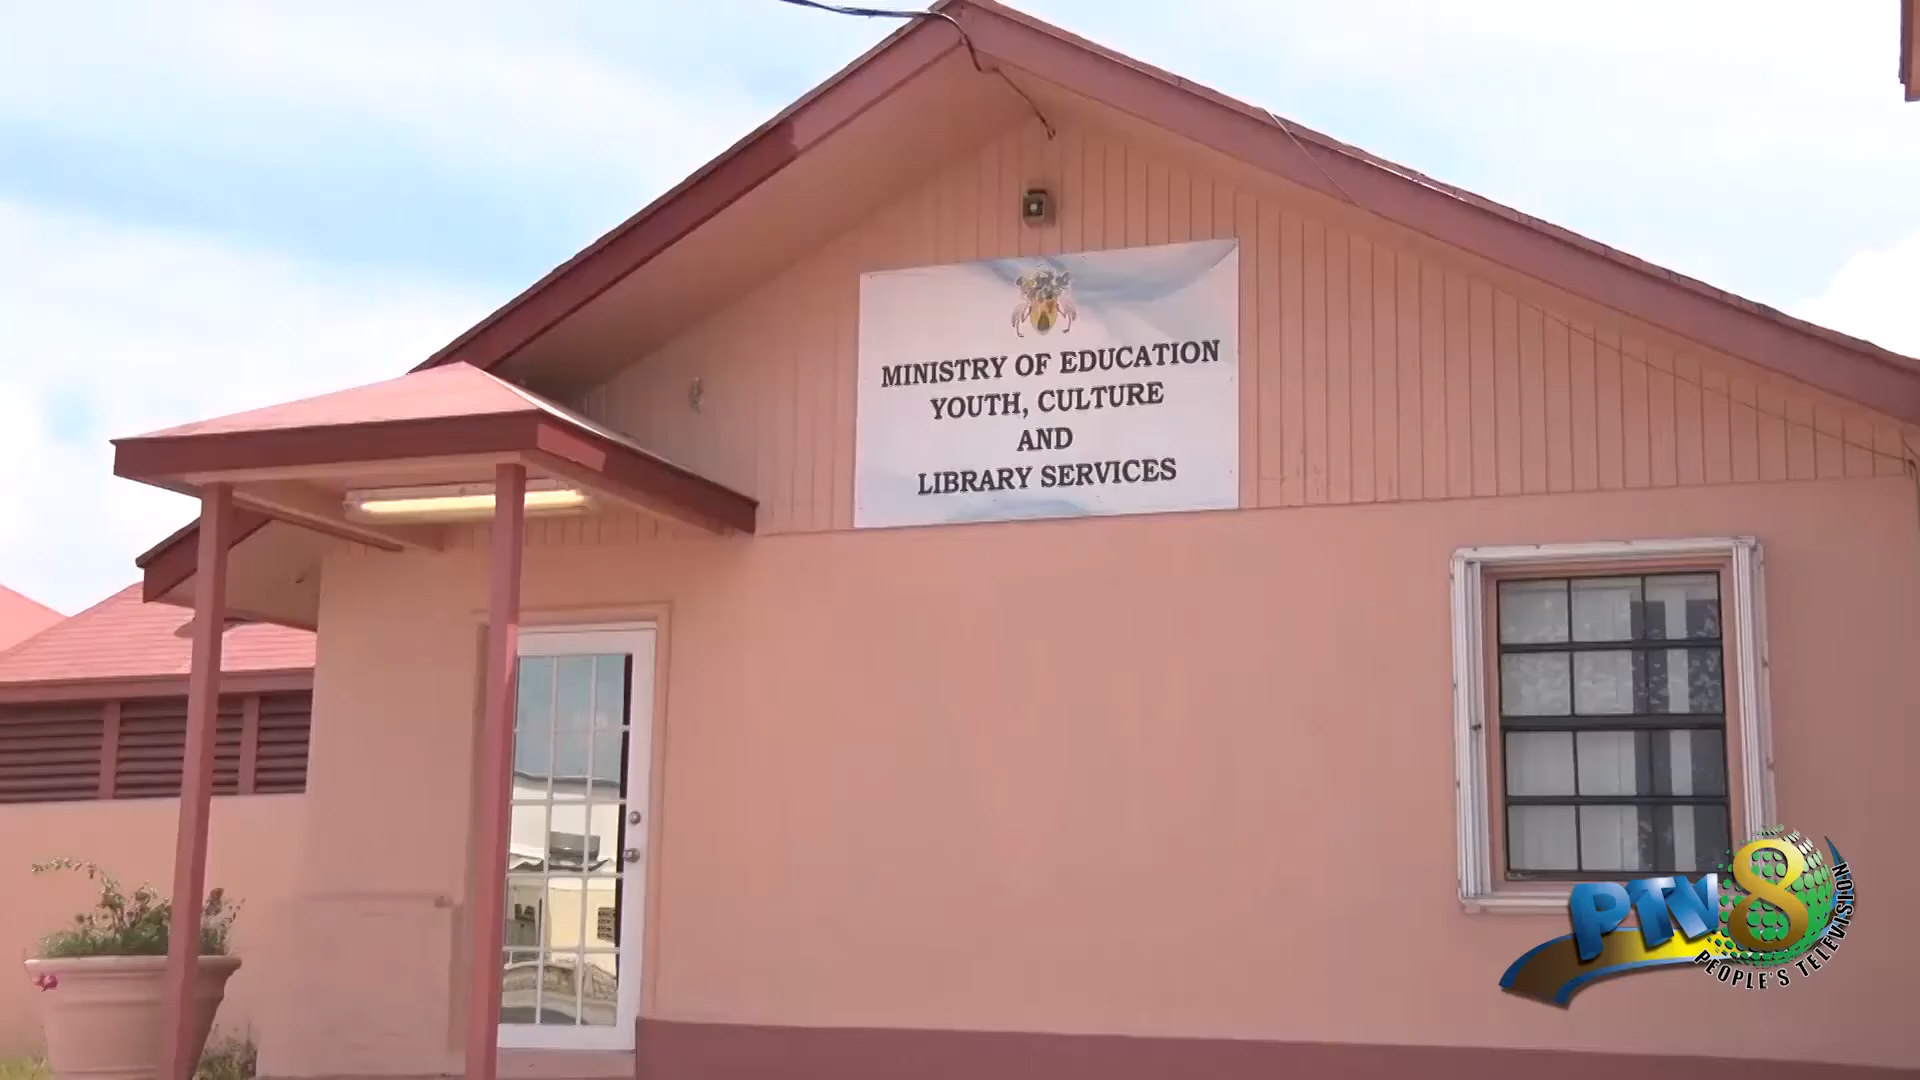 MINISTRY OF EDUCATION
YOUTH, CULTURE
AND
LIBRARY SERVICES
PTV8
PEOPLE'S TELEVISION